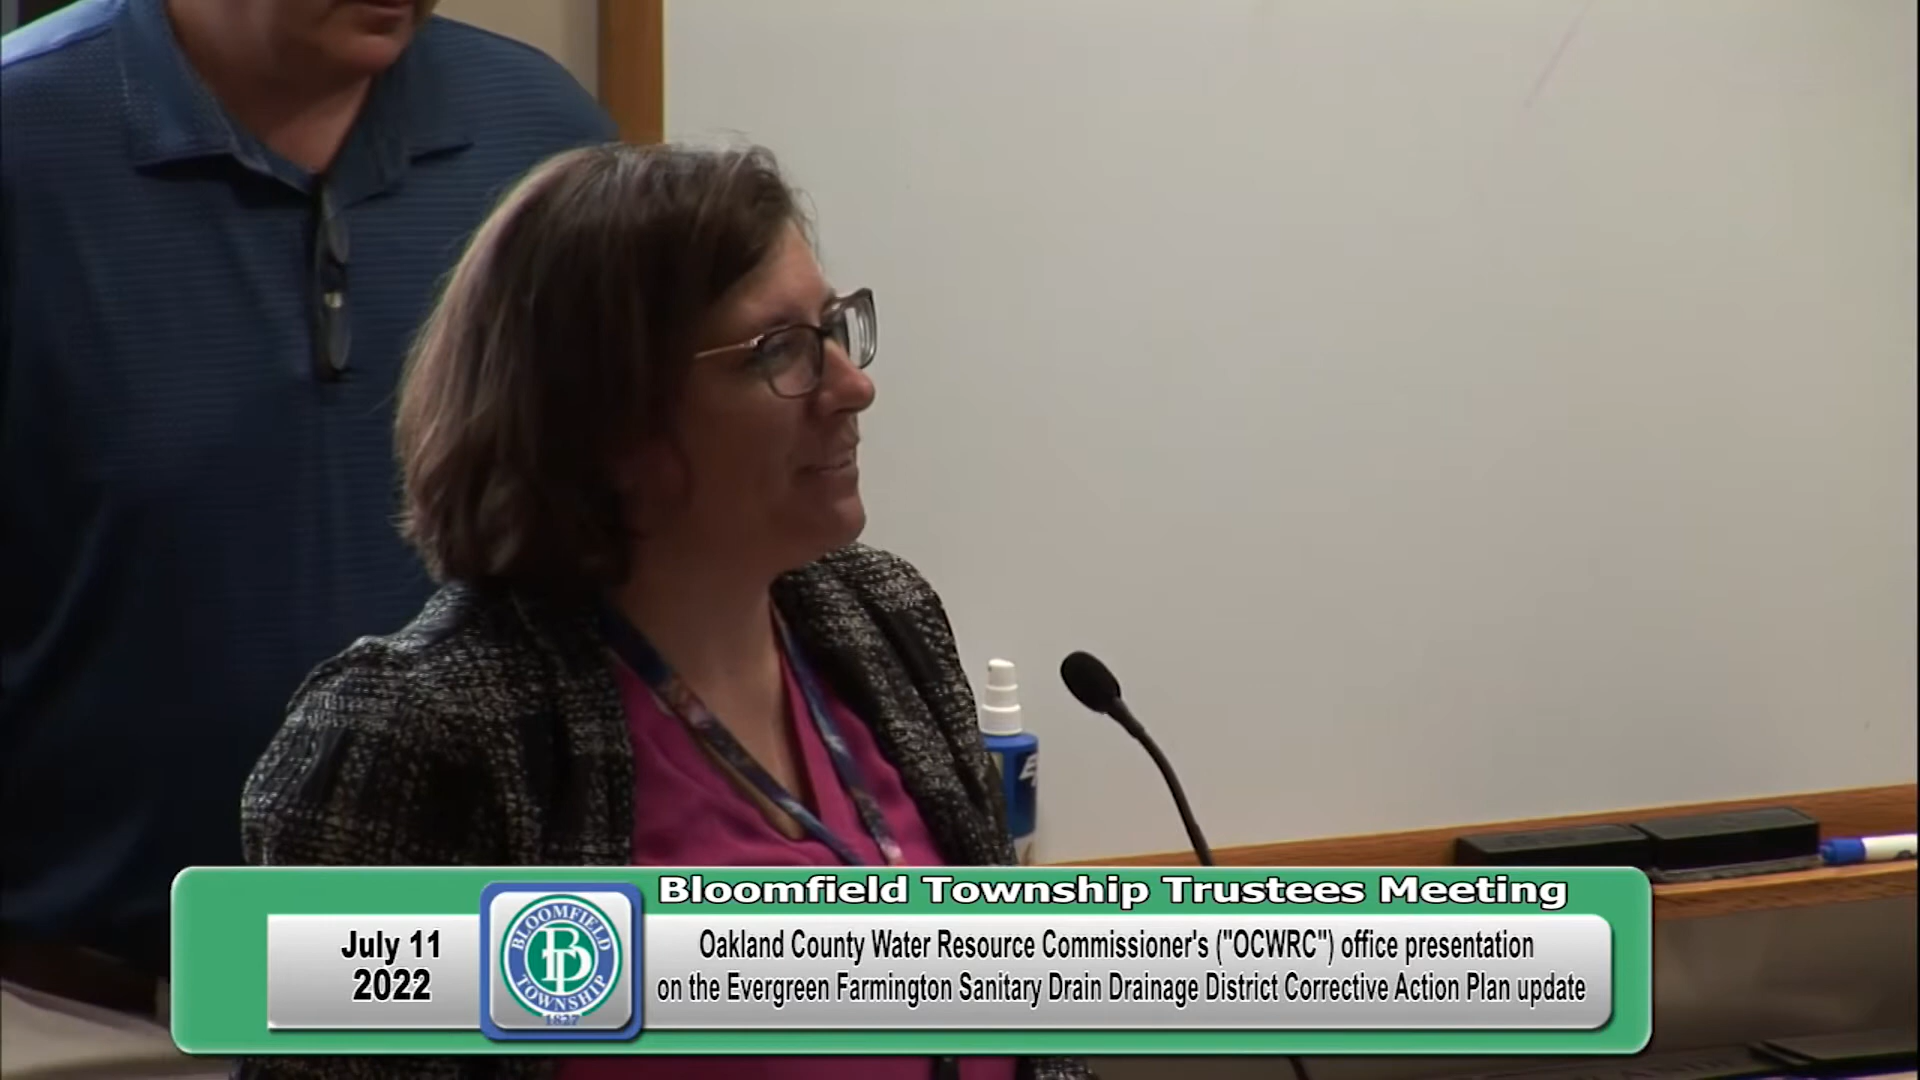 Bloomfield Township Trustees Meeting
July 11
2022
BLOOMFIELD
TOWNSHIP
1827
Oakland County Water Resource Commissioner's ("OCWRC") office presentation
on the Evergreen Farmington Sanitary Drain Drainage District Corrective Action Plan update